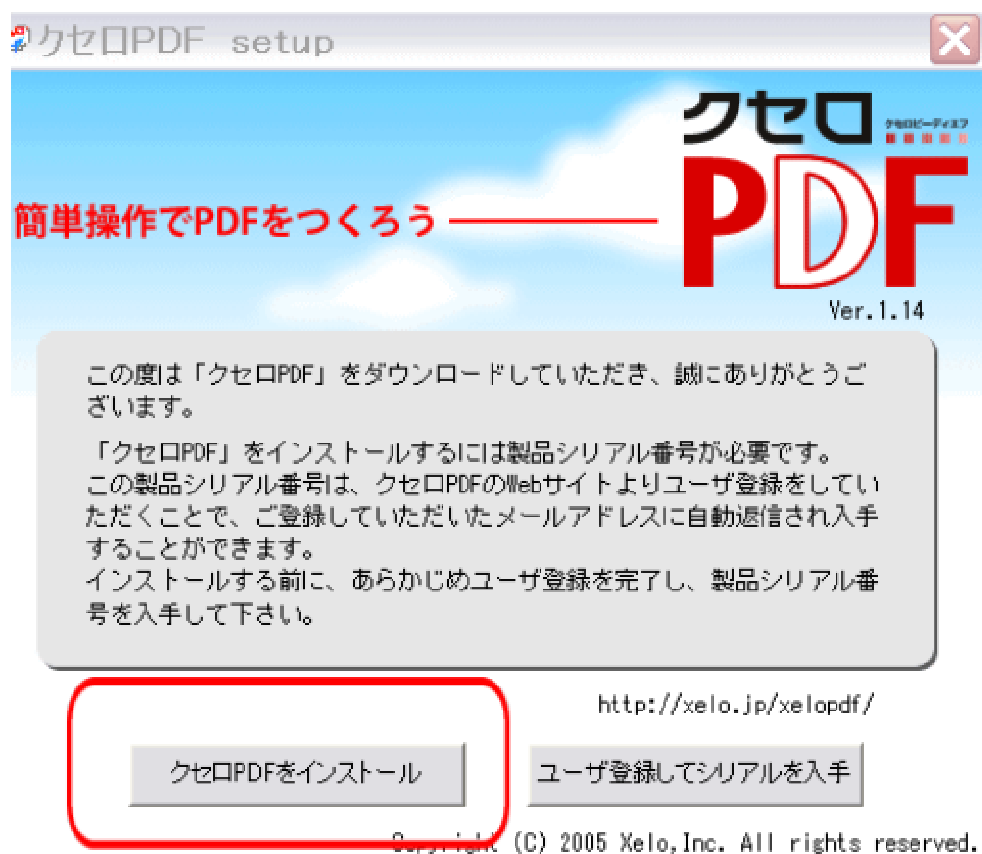 クセロPDF setup
クセロ
クセロピーディエフ
PDF
簡単操作でPDFをつくろう
Ver.1.14
この度は「クセロPDF」をダウンロードしていただき、誠にありがとうご
ざいます。
「クセロPDF」をインストールするには製品シリアル番号が必要です。
この製品シリアル番号は、クセロPDFのWebサイトよりユーザ登録をしてい
ただくことで、ご登録していただいたメールアドレスに自動返信され入手
することができます。
インストールする前に、あらかじめユーザ登録を完了し、製品シリアル番
号を入手して下さい。
http://xelo.jp/xelopdf/
クセロPDFをインストール
ユーザ登録してシリアルを入手
Copyright (C) 2005 Xelo,Inc. All rights reserved.